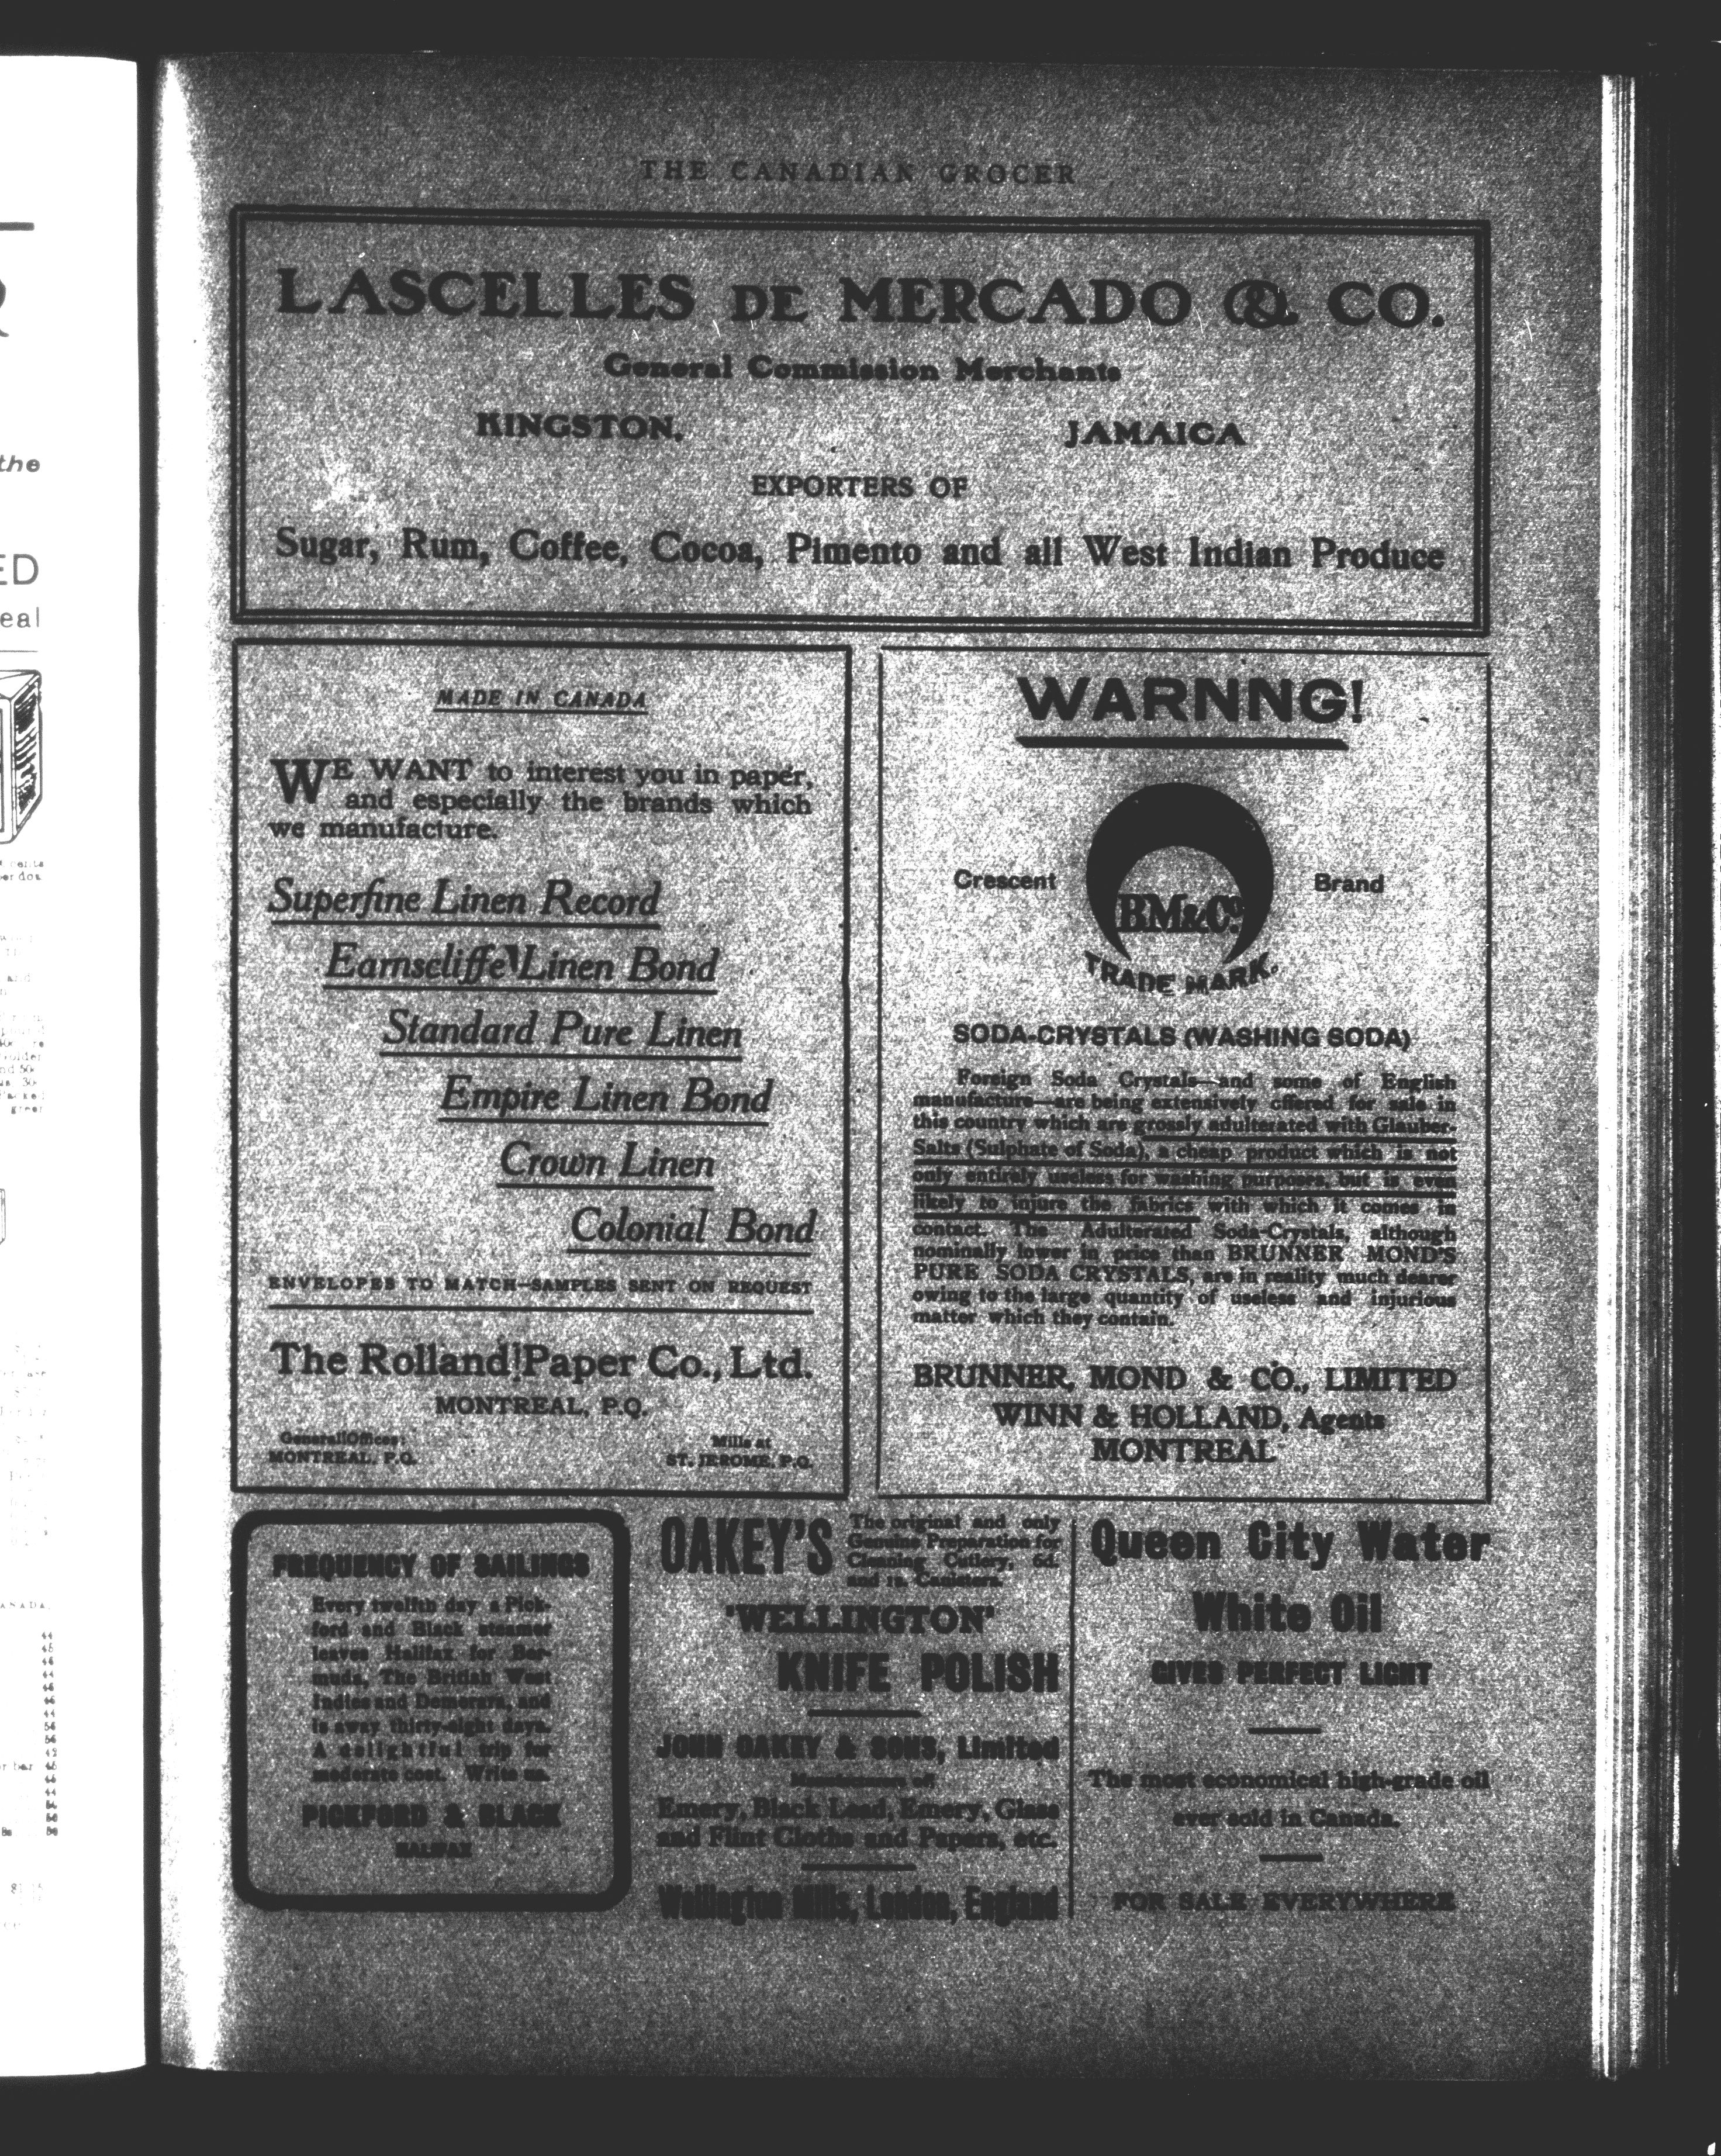 THE CANADIAN GROCER
LASCELLES DE MERCADO & CO.
General Commission Merchants
KINGSTON, JAMAICA
EXPORTERS OF
Sugar, Rum, Coffee, Cocoa, Pimento and all West Indian Produce
MADE IN CANADA
WE WANT to interest you in paper,
and especially the brands which
we manufacture.
Superfine Linen Record
Earnscliffe Linen Bond
Standard Pure Linen
Empire Linen Bond
Crown Linen
Colonial Bond
ENVELOPES TO MATCH—SAMPLES SENT ON REQUEST
The Rolland Paper Co., Ltd.
MONTREAL, P.Q.
General Offices:
MONTREAL, P.Q.
Mills at
ST. JEROME, P.Q.
WARNNG!
Crescent Brand
BM&Co.
TRADE MARK.
SODA-CRYSTALS (WASHING SODA)
Foreign Soda Crystals—and some of English
manufacture—are being extensively offered for sale in
this country which are grossly adulterated with Glauber-
Salts (Sulphate of Soda), a cheap product which is not
only entirely useless for washing purposes, but is even
likely to injure the fabrics with which it comes in
contact. The Adulterated Soda-Crystals, although
nominally lower in price than BRUNNER MOND'S
PURE SODA CRYSTALS, are in reality much dearer
owing to the large quantity of useless and injurious
matter which they contain.
BRUNNER, MOND & CO., LIMITED
WINN & HOLLAND, Agents
MONTREAL
FREQUENCY OF SAILINGS
Every twelfth day a Pick-
ford and Black steamer
leaves Halifax for Ber-
muda, The British West
Indies and Demerara, and
is away thirty-eight days.
A delightful trip for
moderate cost. Write us.
PICKFORD & BLACK
HALIFAX
OAKEY'S
The original and only
Genuine Preparation for
Cleaning Cutlery, 6d.
and 1s. Canisters.
'WELLINGTON'
KNIFE POLISH
JOHN OAKEY & SONS, Limited
Manufacturers of
Emery, Black Lead, Emery, Glass
and Flint Cloths and Papers, etc.
Wellington Mills, London, England
Queen City Water
White Oil
GIVES PERFECT LIGHT
The most economical high-grade oil
ever sold in Canada.
FOR SALE EVERYWHERE